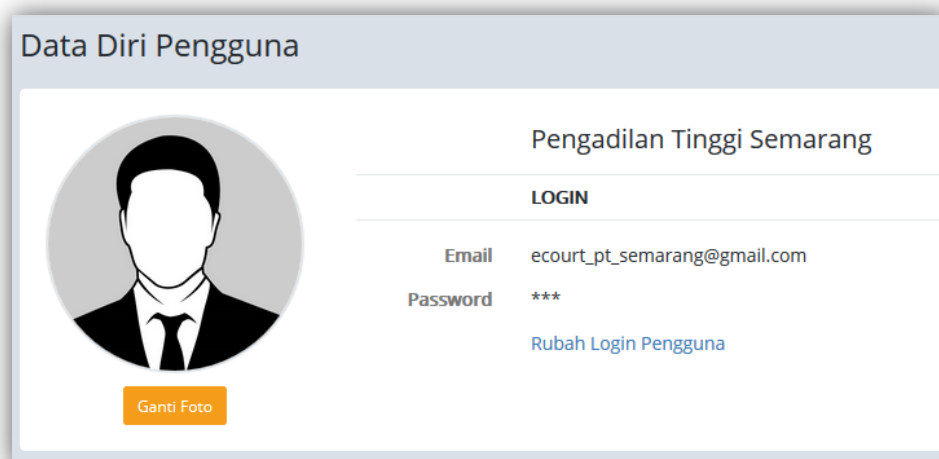 Data Diri Pengguna
Pengadilan Tinggi Semarang
LOGIN
Email ecourt_pt_semarang@gmail.com
Password ***
Rubah Login Pengguna
Ganti Foto